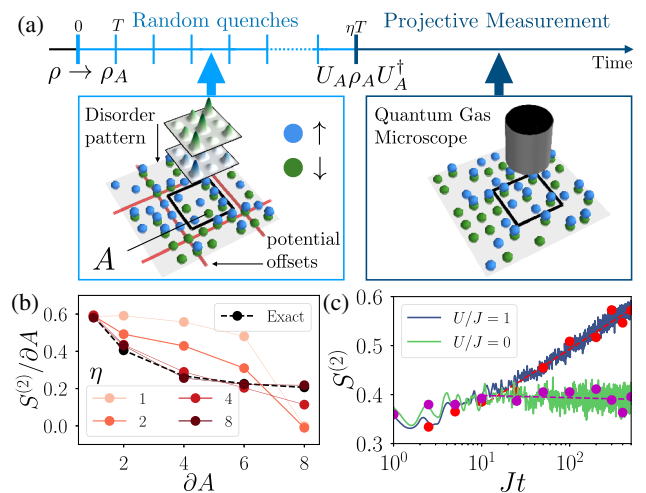 (a) Random quenches Projective Measurement
0 T ηT
ρ → ρ_A U_A ρ_A U_A^† Time
Disorder
pattern
↑
↓
A
potential
offsets
Quantum Gas
Microscope
(b)
S^(2)/∂A
0.6
0.4
0.2
0.0
Exact
η
1 4
2 8
2 4 6 8
∂A
(c)
S^(2)
0.6
0.5
0.4
0.3
U/J = 1
U/J = 0
10^0 10^1 10^2
Jt